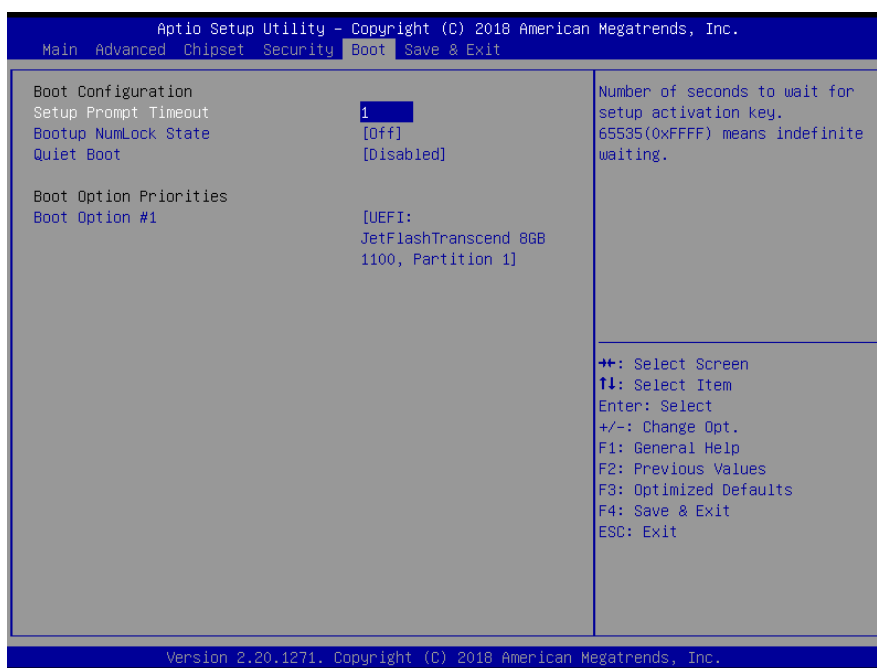 Aptio Setup Utility – Copyright (C) 2018 American Megatrends, Inc.
Main Advanced Chipset Security Boot Save & Exit
Boot Configuration
Setup Prompt Timeout 1
Bootup NumLock State [Off]
Quiet Boot [Disabled]
Boot Option Priorities
Boot Option #1 [UEFI:
JetFlashTranscend 8GB
1100, Partition 1]
Number of seconds to wait for
setup activation key.
65535(0xFFFF) means indefinite
waiting.
→←: Select Screen
↑↓: Select Item
Enter: Select
+/-: Change Opt.
F1: General Help
F2: Previous Values
F3: Optimized Defaults
F4: Save & Exit
ESC: Exit
Version 2.20.1271. Copyright (C) 2018 American Megatrends, Inc.